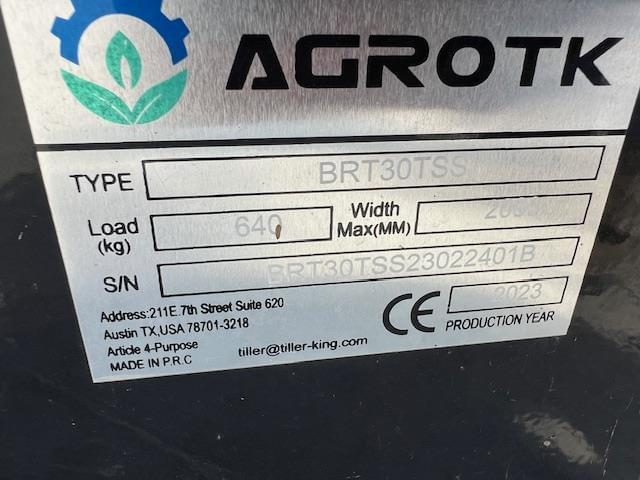 AGROTK
TYPE BRT30TSS
Load (kg) 640 Width Max(MM)
S/N BRT30TSS23022401B
Address:211E.7th Street Suite 620
Austin TX,USA 78701-3218
Article 4-Purpose
MADE IN P.R.C
tiller@tiller-king.com
CE 2023
PRODUCTION YEAR